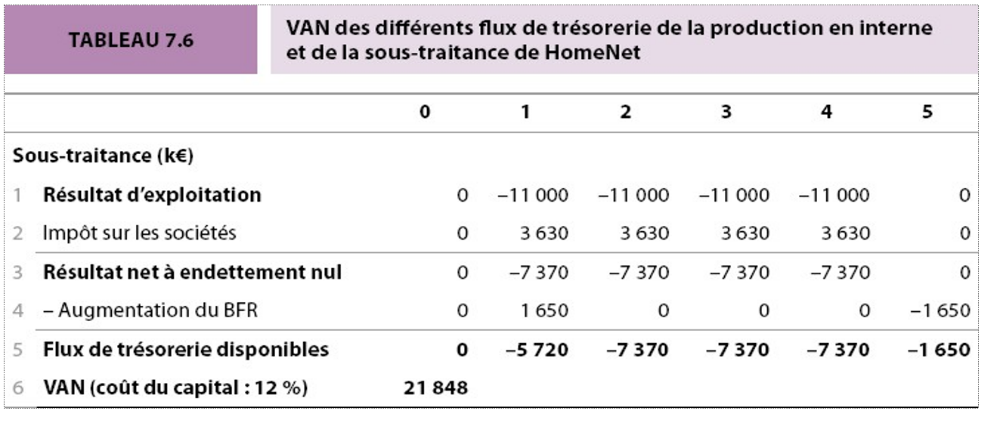 TABLEAU 7.6
VAN des différents flux de trésorerie de la production en interne
et de la sous-traitance de HomeNet
0 1 2 3 4 5
Sous-traitance (k€)
1 Résultat d’exploitation 0 –11 000 –11 000 –11 000 –11 000 0
2 Impôt sur les sociétés 0 3 630 3 630 3 630 3 630 0
3 Résultat net à endettement nul 0 –7 370 –7 370 –7 370 –7 370 0
4 – Augmentation du BFR 0 1 650 0 0 0 –1 650
5 Flux de trésorerie disponibles 0 –5 720 –7 370 –7 370 –7 370 –1 650
6 VAN (coût du capital : 12 %) 21 848